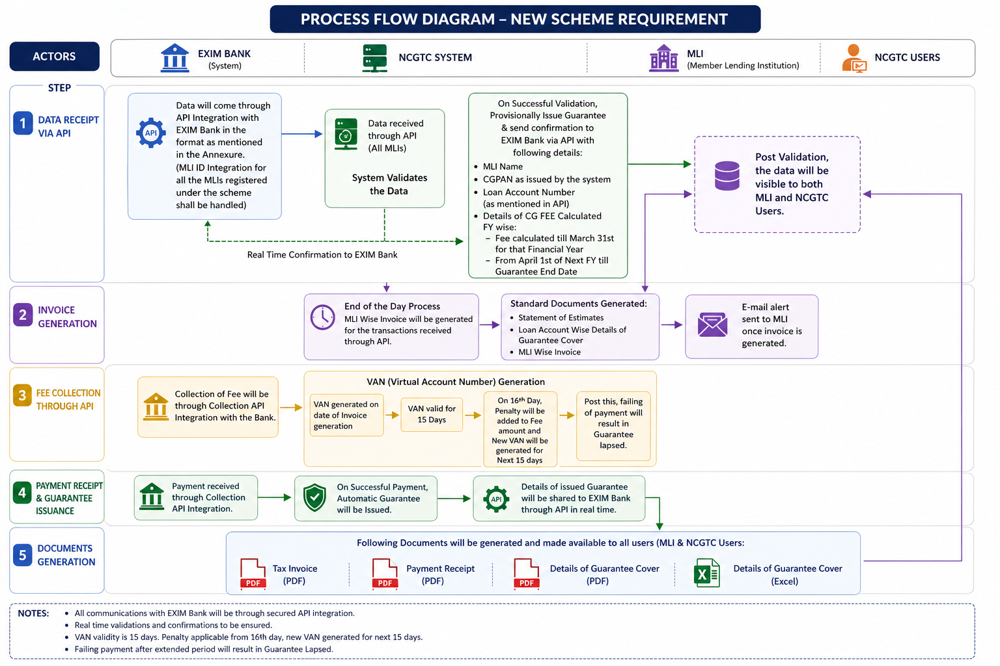 PROCESS FLOW DIAGRAM – NEW SCHEME REQUIREMENT
ACTORS
EXIM BANK
(System)
NCGTC SYSTEM
MLI
(Member Lending Institution)
NCGTC USERS
STEP
1
DATA RECEIPT
VIA API
API
Data will come through
API Integration with
EXIM Bank in the
format as mentioned
in the Annexure.
(MLI ID Integration for
all the MLIs registered
under the scheme
shall be handled)
Data received
through API
(All MLIs)
System Validates
the Data
Real Time Confirmation to EXIM Bank
On Successful Validation,
Provisionally Issue Guarantee
& send confirmation to
EXIM Bank via API with
following details:
• MLI Name
• CGPAN as issued by the system
• Loan Account Number
(as mentioned in API)
• Details of CG FEE Calculated
FY wise:
– Fee calculated till March 31st
for that Financial Year
– From April 1st of Next FY till
Guarantee End Date
Post Validation,
the data will be
visible to both
MLI and NCGTC
Users.
2
INVOICE
GENERATION
End of the Day Process
MLI Wise Invoice will be generated
for the transactions received
through API.
Standard Documents Generated:
• Statement of Estimates
• Loan Account Wise Details of
Guarantee Cover
• MLI Wise Invoice
E-mail alert
sent to MLI
once invoice is
generated.
3
FEE COLLECTION
THROUGH API
Collection of Fee will be
through Collection API
Integration with the Bank.
VAN (Virtual Account Number) Generation
VAN generated on
date of Invoice
generation
VAN valid for
15 Days
On 16th Day,
Penalty will be
added to Fee
amount and
New VAN will be
generated for
Next 15 days
Post this, failing
of payment will
result in
Guarantee
lapsed.
4
PAYMENT RECEIPT
& GUARANTEE
ISSUANCE
Payment received
through Collection
API Integration.
On Successful Payment,
Automatic Guarantee
will be Issued.
API
Details of issued Guarantee
will be shared to EXIM Bank
through API in real time.
5
DOCUMENTS
GENERATION
Following Documents will be generated and made available to all users (MLI & NCGTC Users:
PDF
Tax Invoice
(PDF)
PDF
Payment Receipt
(PDF)
PDF
Details of Guarantee Cover
(PDF)
X
Details of Guarantee Cover
(Excel)
NOTES:
• All communications with EXIM Bank will be through secured API integration.
• Real time validations and confirmations to be ensured.
• VAN validity is 15 days. Penalty applicable from 16th day, new VAN generated for next 15 days.
• Failing payment after extended period will result in Guarantee Lapsed.